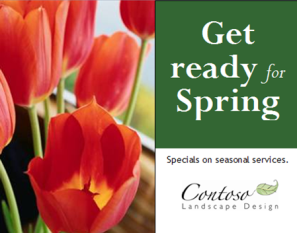 Get
ready for
Spring
Specials on seasonal services.
Contoso
Landscape Design